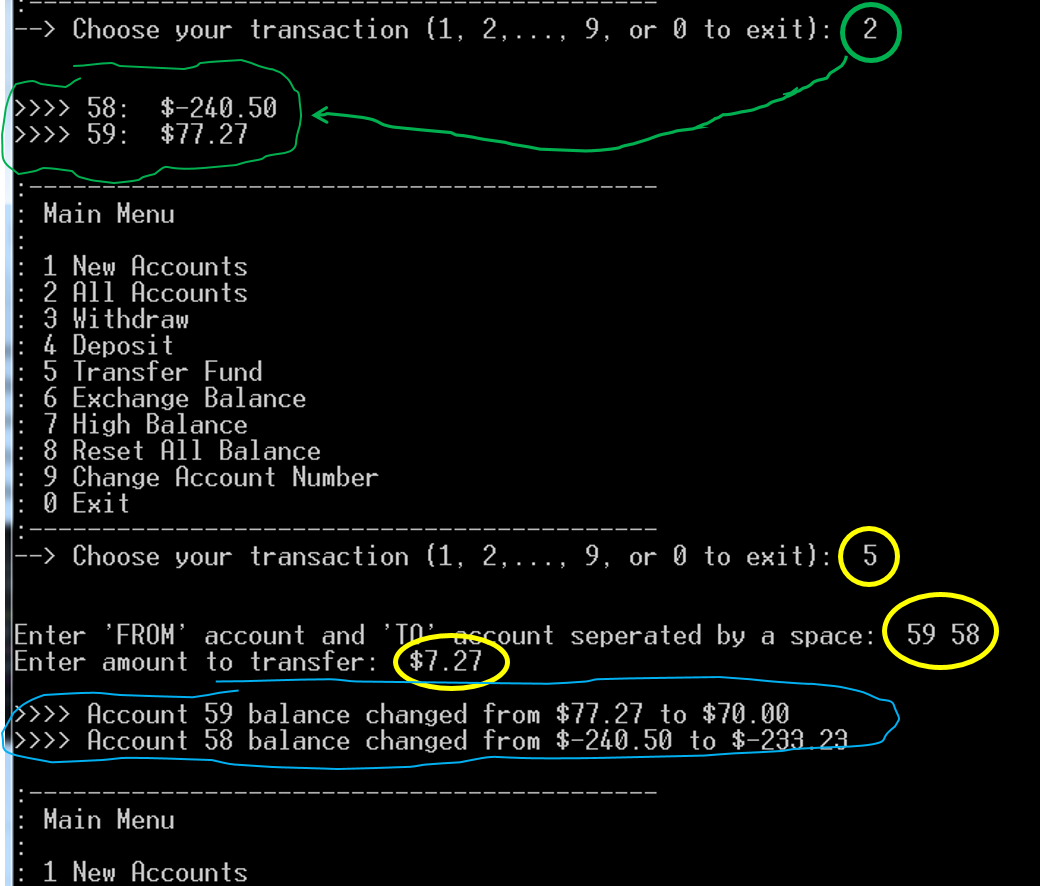 :-------------------------------------------
--> Choose your transaction (1, 2,..., 9, or 0 to exit): 2
>>>> 58:  $-240.50
>>>> 59:  $77.27
:-------------------------------------------
: Main Menu
:
: 1 New Accounts
: 2 All Accounts
: 3 Withdraw
: 4 Deposit
: 5 Transfer Fund
: 6 Exchange Balance
: 7 High Balance
: 8 Reset All Balance
: 9 Change Account Number
: 0 Exit
:-------------------------------------------
--> Choose your transaction (1, 2,..., 9, or 0 to exit): 5
Enter 'FROM' account and 'TO' account seperated by a space:  59 58
Enter amount to transfer:  $7.27
>>>> Account 59 balance changed from $77.27 to $70.00
>>>> Account 58 balance changed from $-240.50 to $-233.23
:-------------------------------------------
: Main Menu
:
: 1 New Accounts